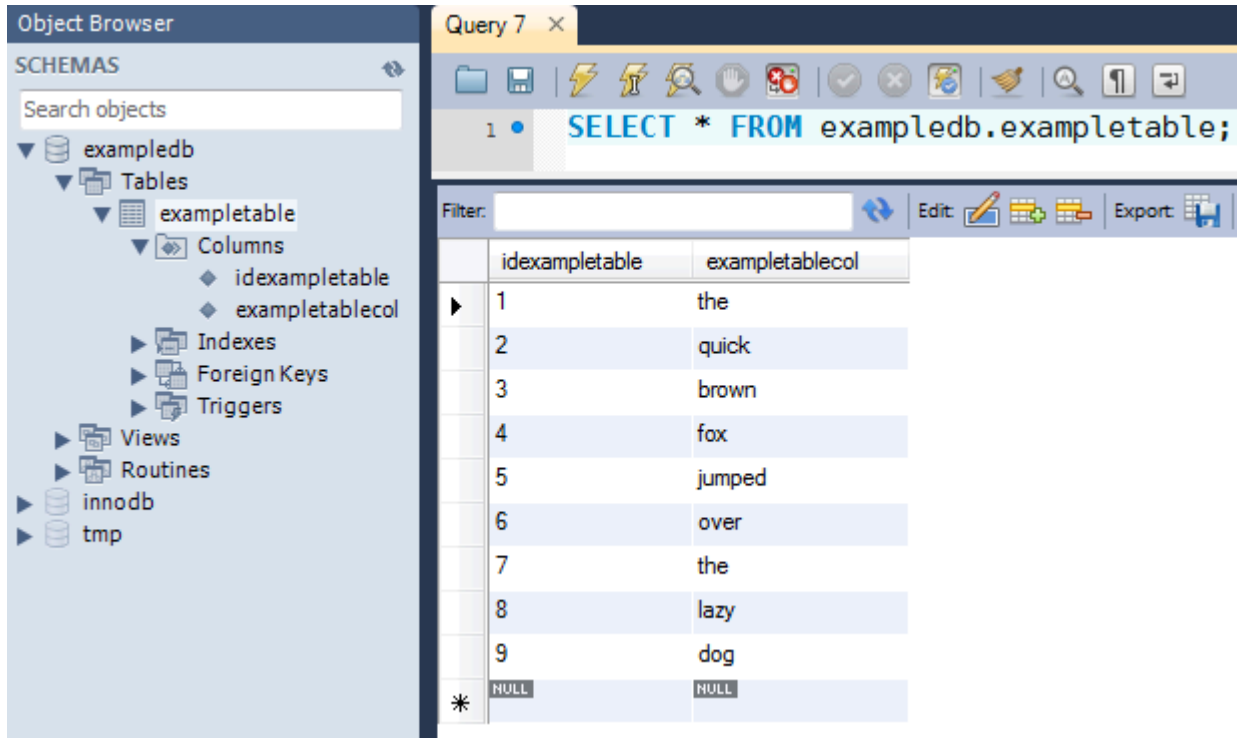 Object Browser
SCHEMAS
Search objects
exampledb
Tables
exampletable
Columns
idexampletable
exampletablecol
Indexes
Foreign Keys
Triggers
Views
Routines
innodb
tmp
Query 7
1 SELECT * FROM exampledb.exampletable;
Filter: Edit: Export:
idexampletable exampletablecol
1 the
2 quick
3 brown
4 fox
5 jumped
6 over
7 the
8 lazy
9 dog
NULL NULL